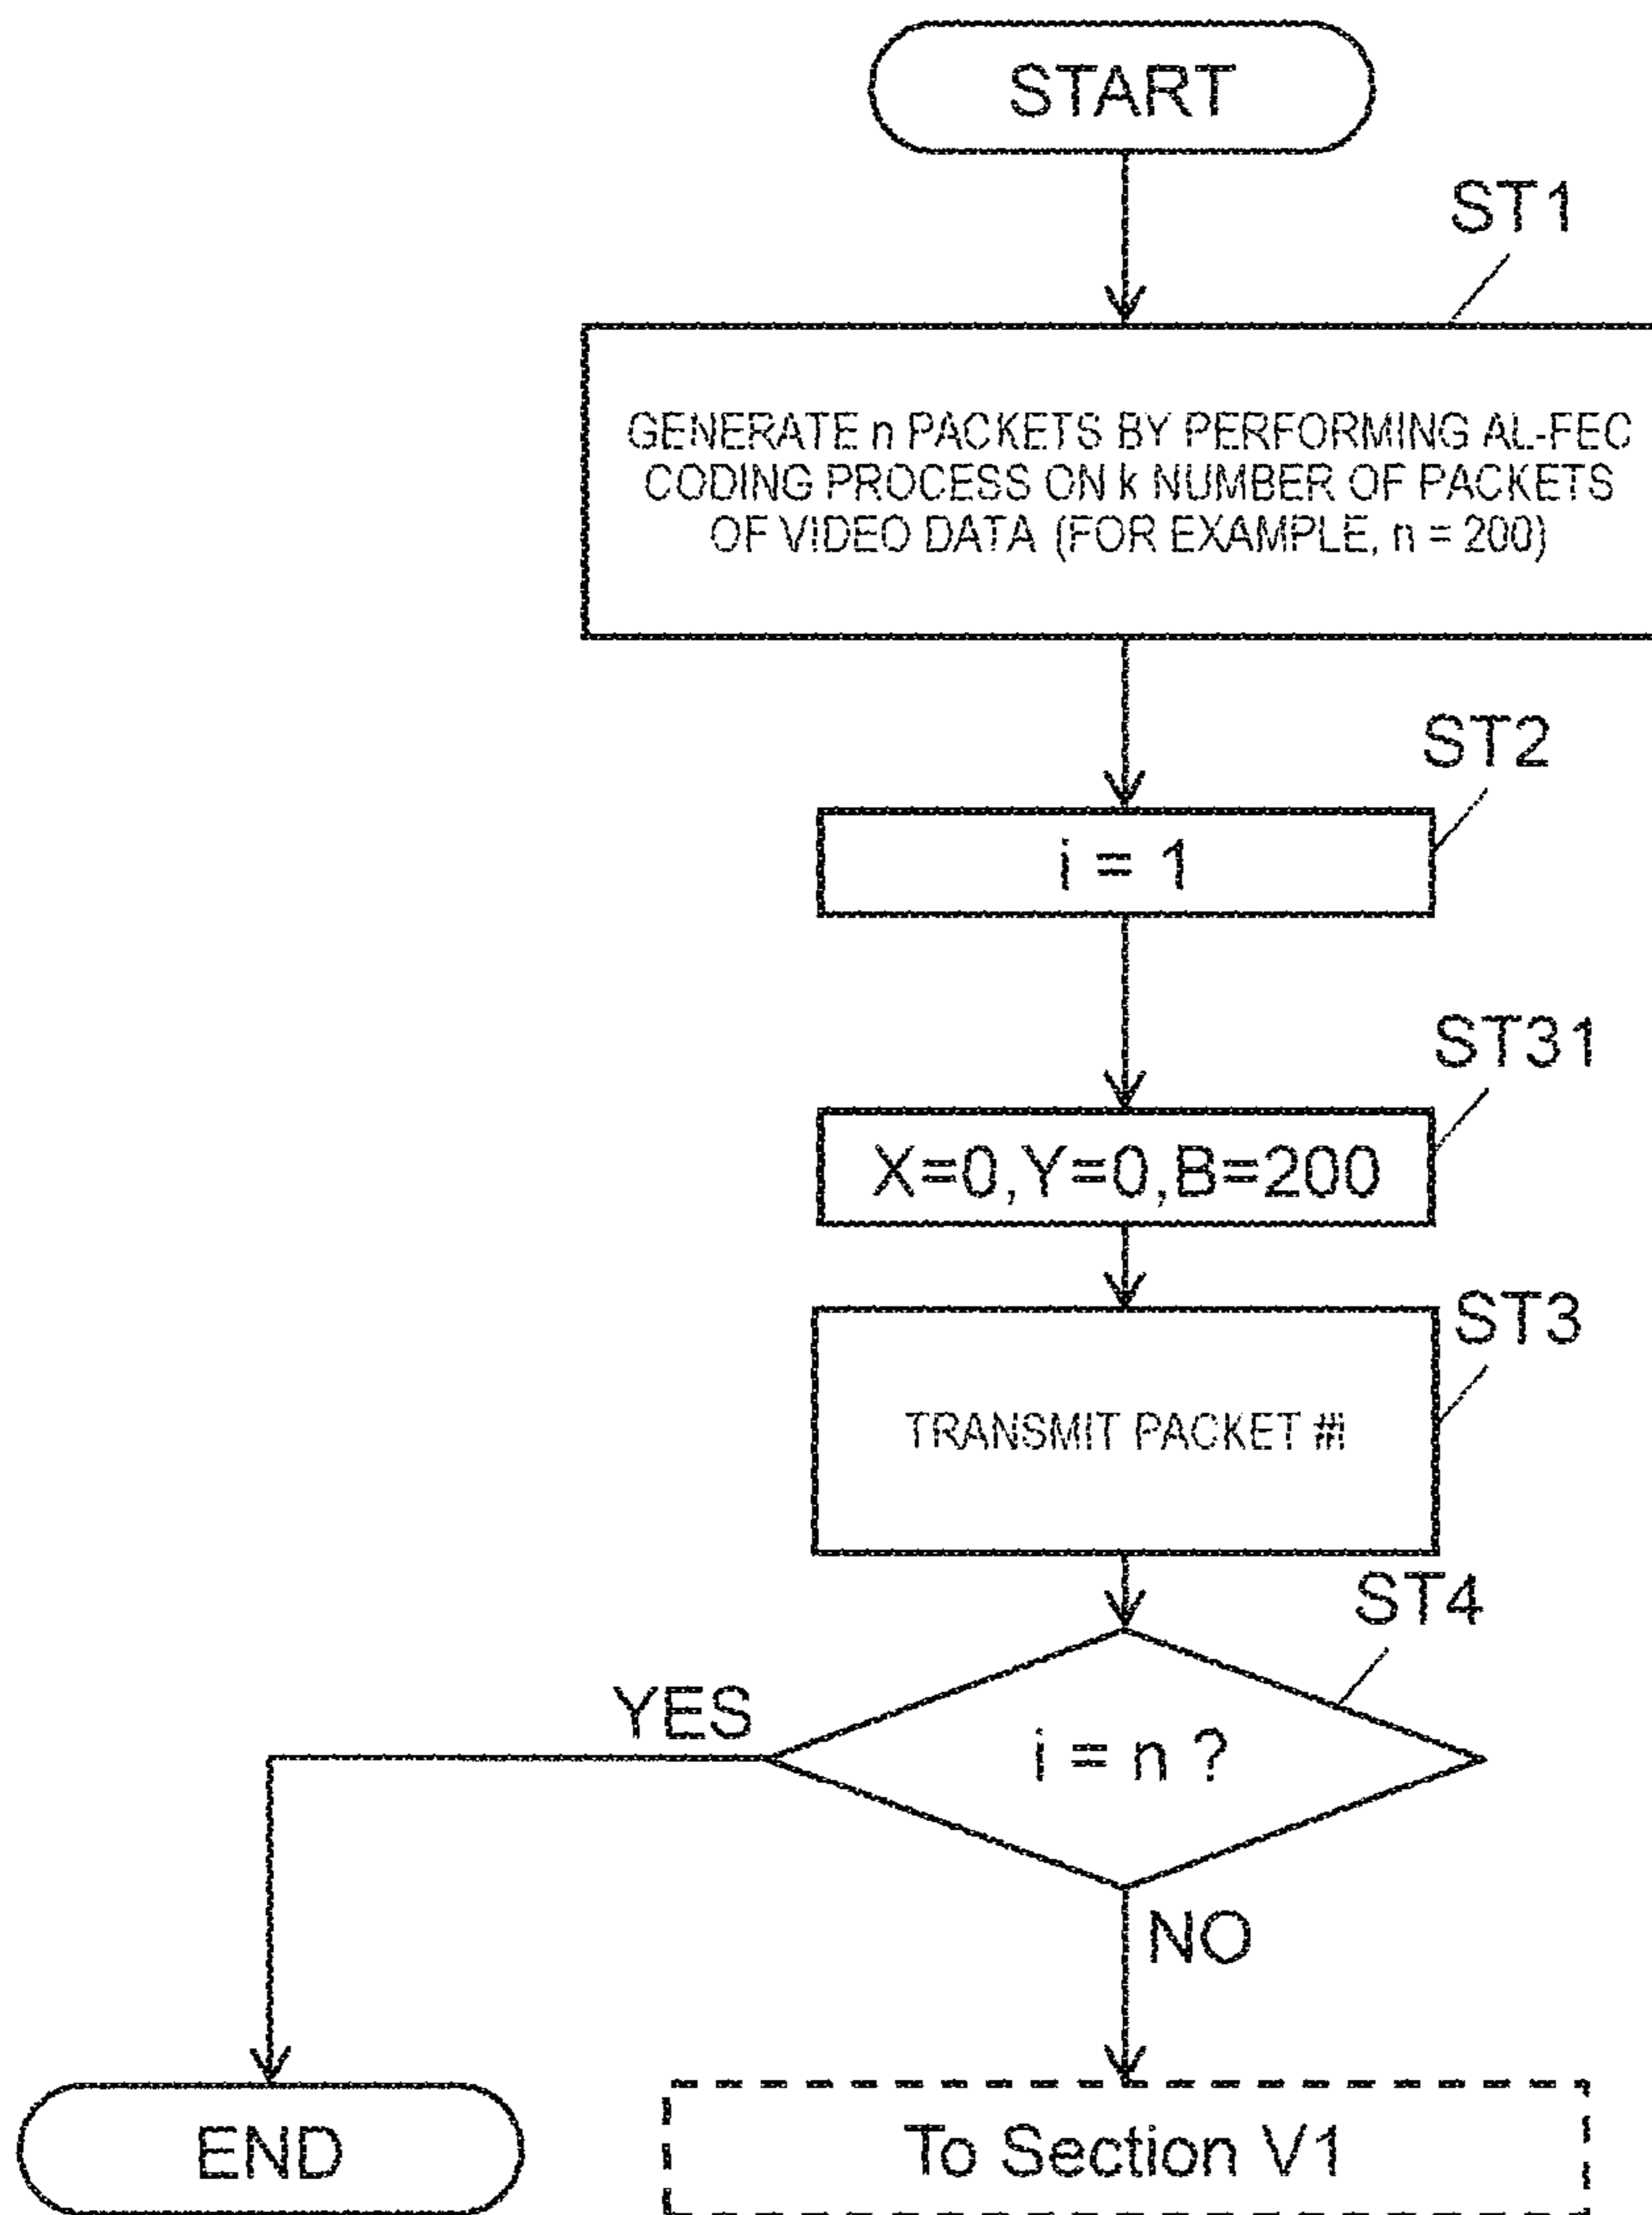 START
ST1
GENERATE n PACKETS BY PERFORMING AL-FEC
CODING PROCESS ON k NUMBER OF PACKETS
OF VIDEO DATA (FOR EXAMPLE, n = 200)
ST2
i = 1
ST31
X=0,Y=0,B=200
ST3
TRANSMIT PACKET #i
ST4
YES
i = n ?
NO
END
To Section V1